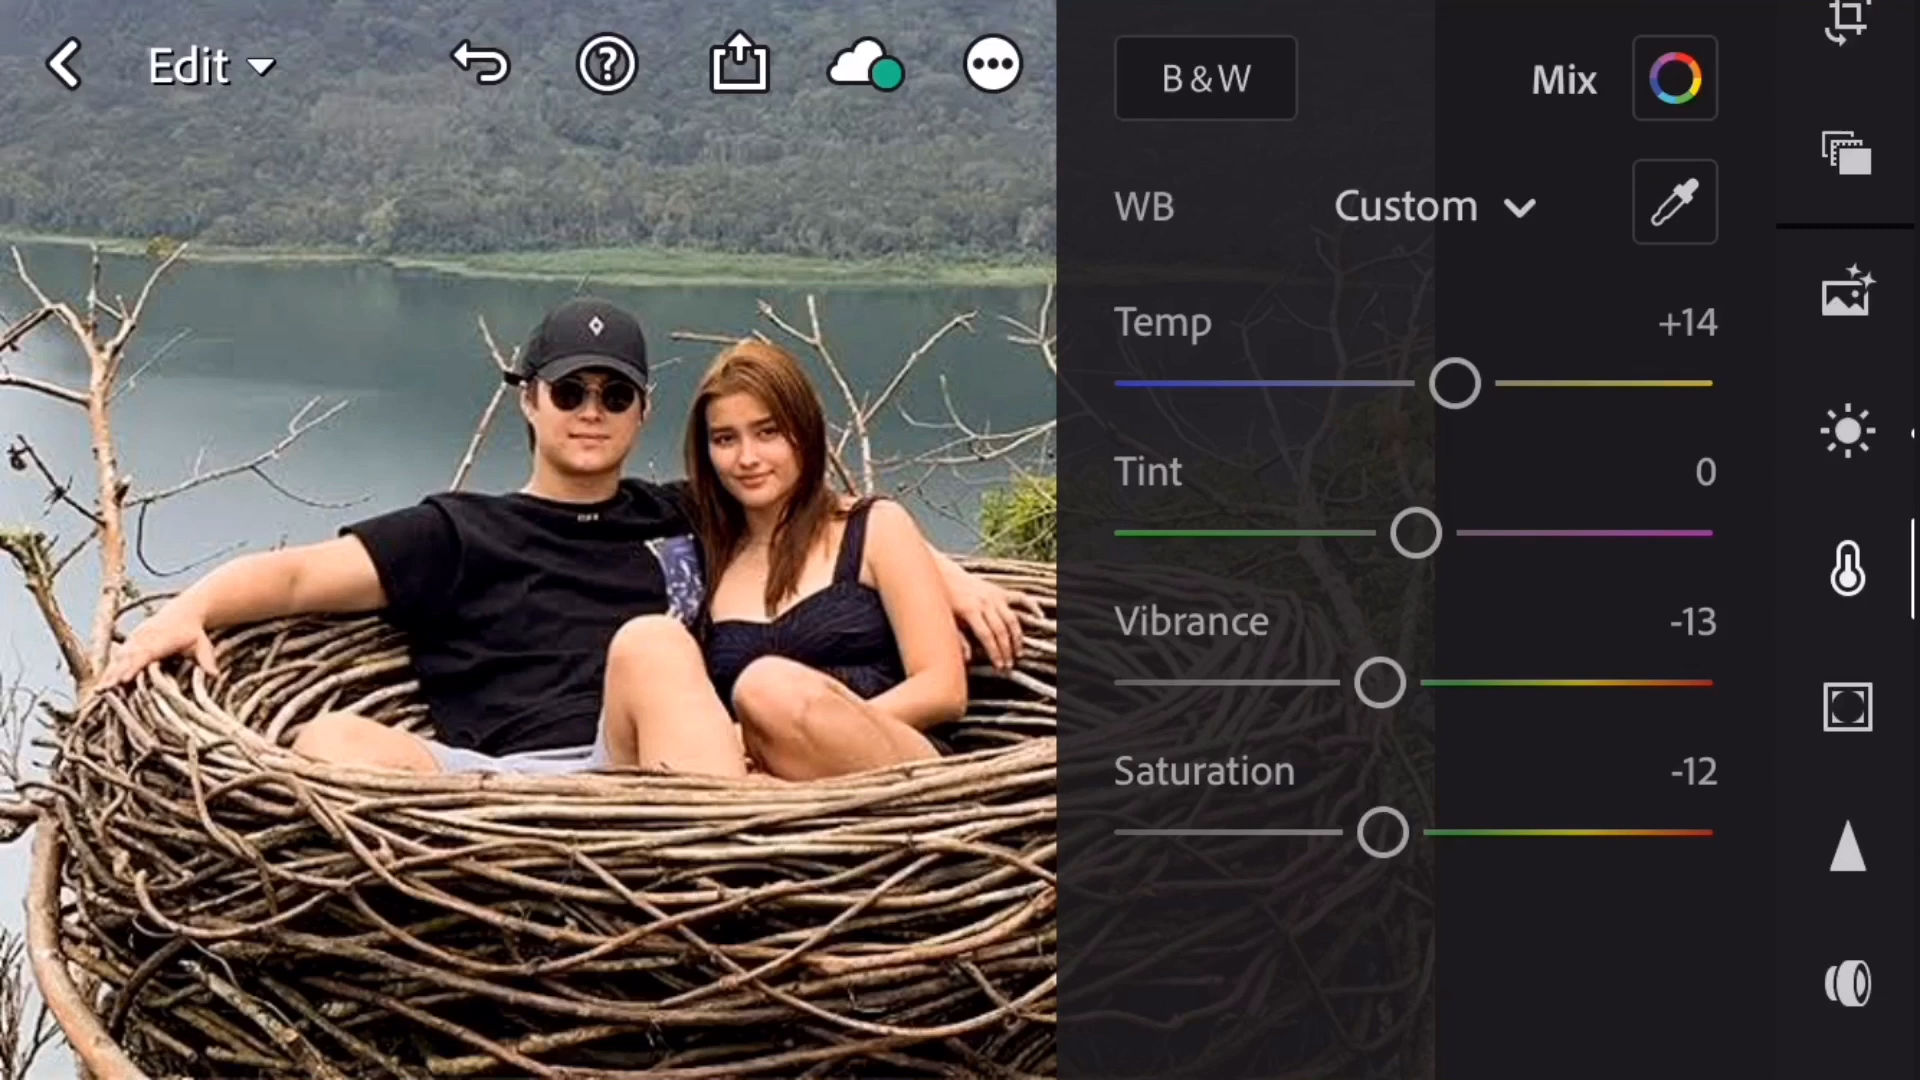 Edit
B&W
Mix
WB
Custom
Temp
+14
Tint
0
Vibrance
-13
Saturation
-12